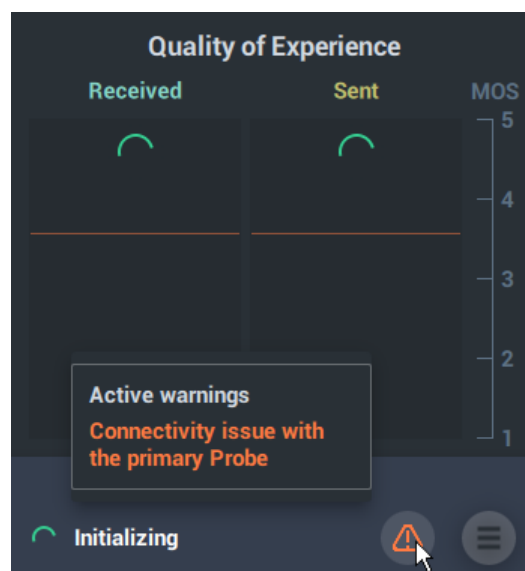 Quality of Experience
Received Sent MOS
5
4
3
2
1
Active warnings
Connectivity issue with
the primary Probe
Initializing